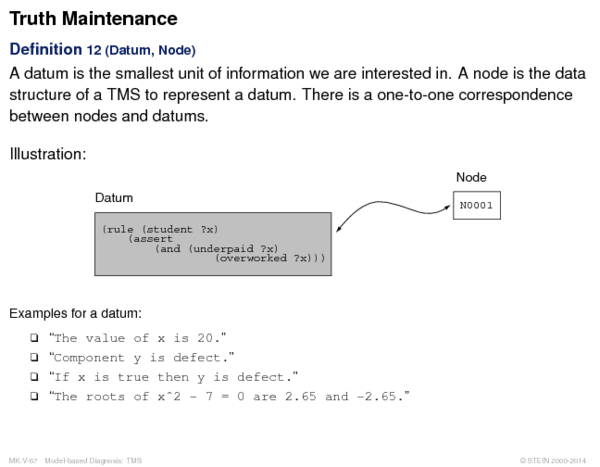 Truth Maintenance
Definition 12 (Datum, Node)
A datum is the smallest unit of information we are interested in. A node is the data
structure of a TMS to represent a datum. There is a one-to-one correspondence
between nodes and datums.
Illustration:
Node
Datum
N0001
(rule (student ?x)
(assert
(and (underpaid ?x)
(overworked ?x)))
Examples for a datum:
❑ "The value of x is 20."
❑ "Component y is defect."
❑ "If x is true then y is defect."
❑ "The roots of x^2 - 7 = 0 are 2.65 and -2.65."
MK:V-67 Model-based Diagnosis: TMS
© STEIN 2000-2014